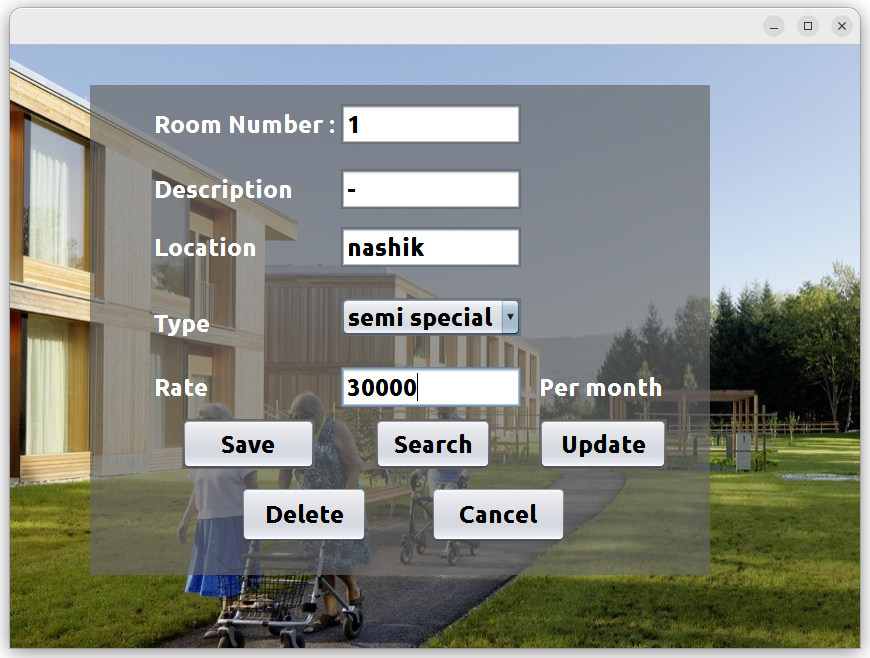 Room Number : 1
Description -
Location nashik
Type semi special
Rate 30000 Per month
Save Search Update
Delete Cancel